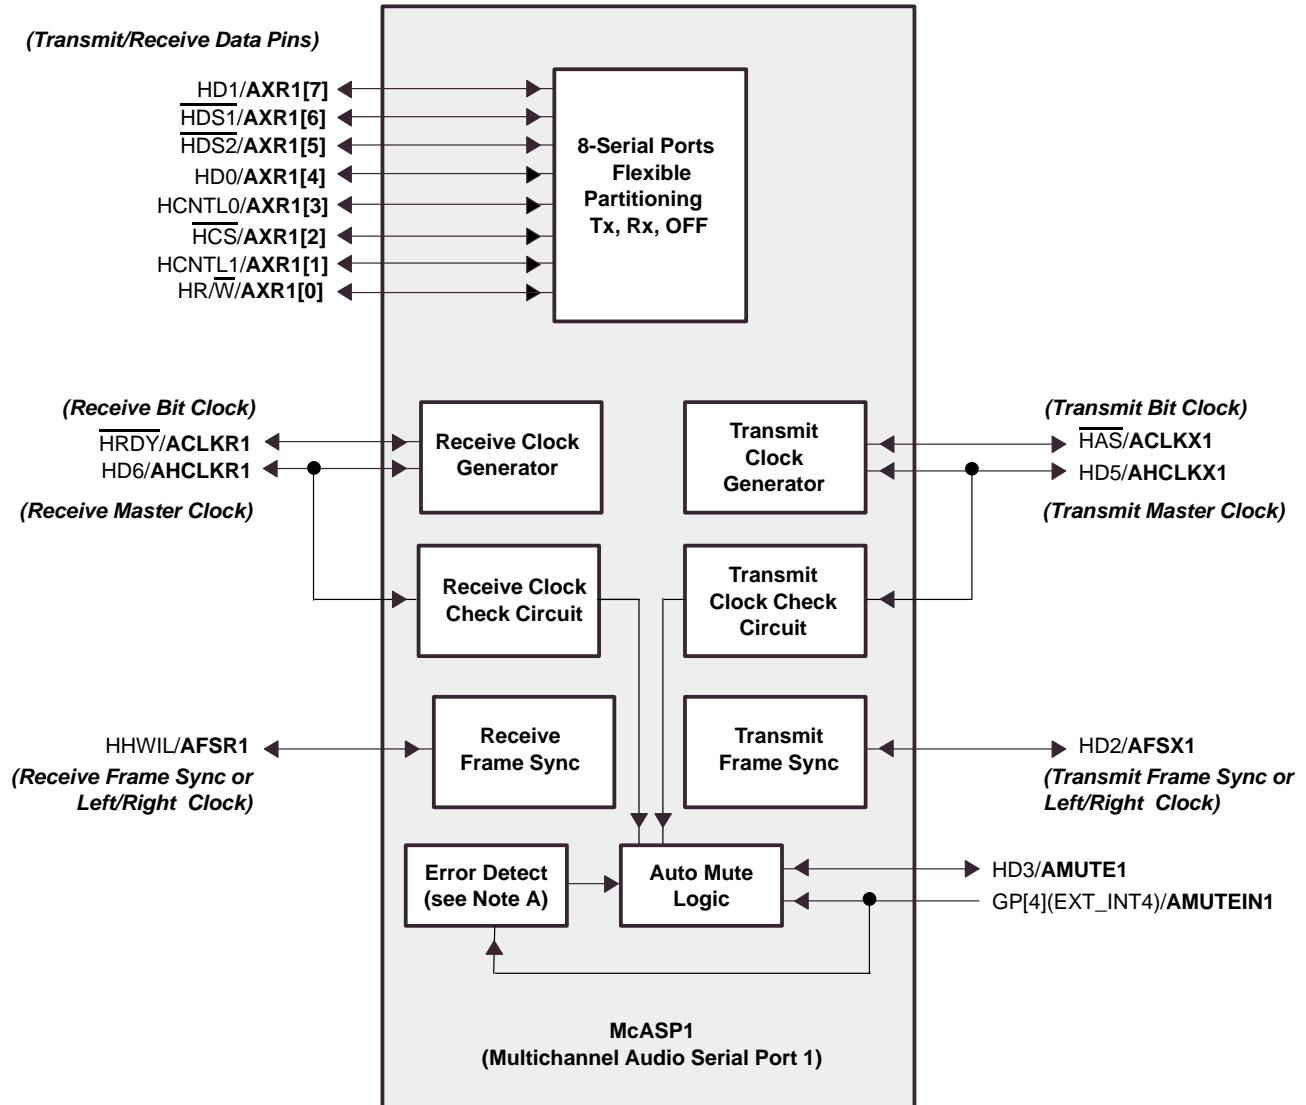 (Transmit/Receive Data Pins)
HD1/AXR1[7]
HDS1/AXR1[6]
HDS2/AXR1[5]
HD0/AXR1[4]
HCNTL0/AXR1[3]
HCS/AXR1[2]
HCNTL1/AXR1[1]
HR/W/AXR1[0]
8-Serial Ports
Flexible
Partitioning
Tx, Rx, OFF
(Receive Bit Clock)
HRDY/ACLKR1
HD6/AHCLKR1
(Receive Master Clock)
Receive Clock
Generator
Transmit
Clock
Generator
(Transmit Bit Clock)
HAS/ACLKX1
HD5/AHCLKX1
(Transmit Master Clock)
Receive Clock
Check Circuit
Transmit
Clock Check
Circuit
HHWIL/AFSR1
(Receive Frame Sync or
Left/Right Clock)
Receive
Frame Sync
Transmit
Frame Sync
HD2/AFSX1
(Transmit Frame Sync or
Left/Right Clock)
Error Detect
(see Note A)
Auto Mute
Logic
HD3/AMUTE1
GP[4](EXT_INT4)/AMUTEIN1
McASP1
(Multichannel Audio Serial Port 1)